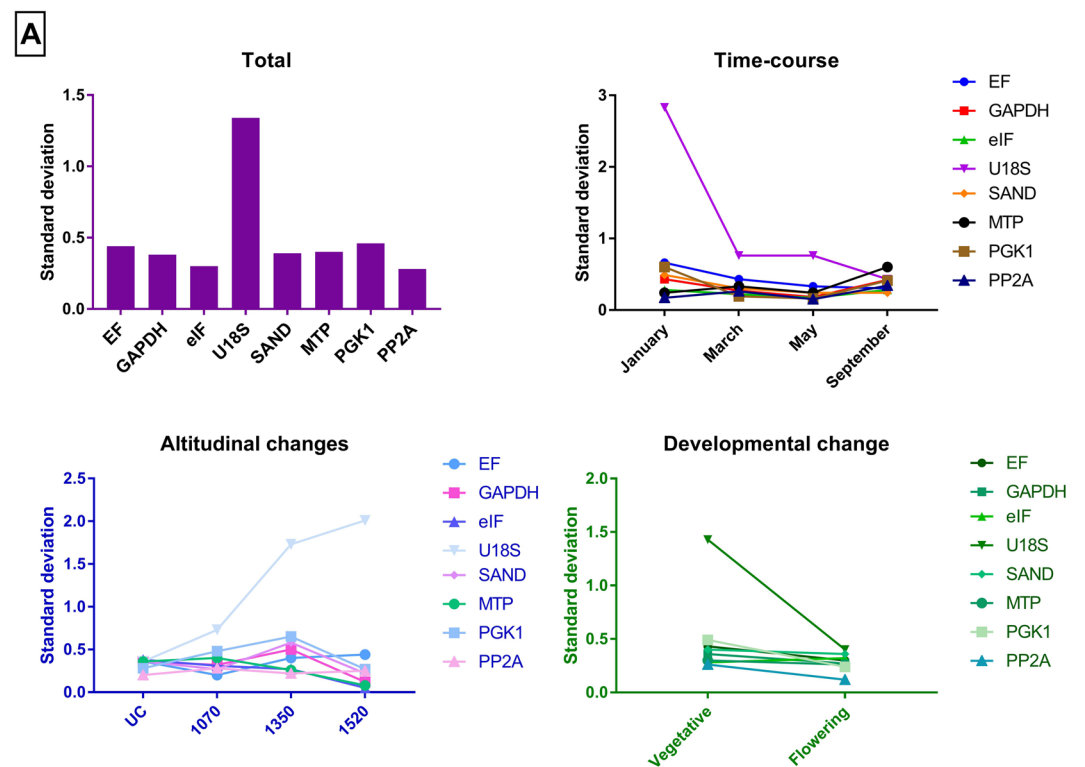 A
Total
Standard deviation
1.5
1.0
0.5
0.0
EF
GAPDH
eIF
U18S
SAND
MTP
PGK1
PP2A
Time-course
Standard deviation
3
2
1
0
January
March
May
September
EF
GAPDH
eIF
U18S
SAND
MTP
PGK1
PP2A
Altitudinal changes
Standard deviation
2.5
2.0
1.5
1.0
0.5
0.0
UC
1070
1350
1520
EF
GAPDH
eIF
U18S
SAND
MTP
PGK1
PP2A
Developmental change
Standard deviation
2.0
1.5
1.0
0.5
0.0
Vegetative
Flowering
EF
GAPDH
eIF
U18S
SAND
MTP
PGK1
PP2A